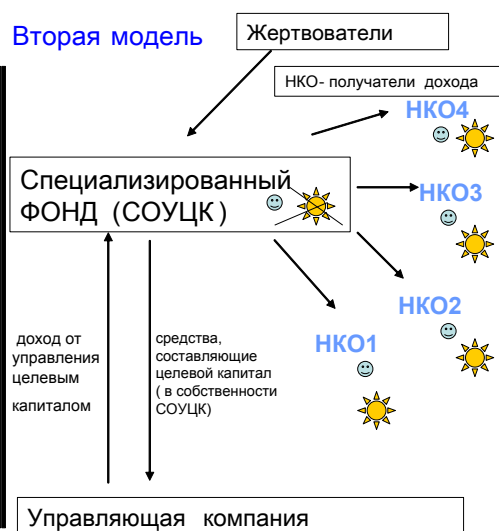 Вторая модель
Жертвователи
НКО- получатели дохода
НКО4
Специализированный
ФОНД (СОУЦК )
НКО3
НКО2
НКО1
доход от
управления
целевым
капиталом
средства,
составляющие
целевой капитал
( в собственности
СОУЦК)
Управляющая компания